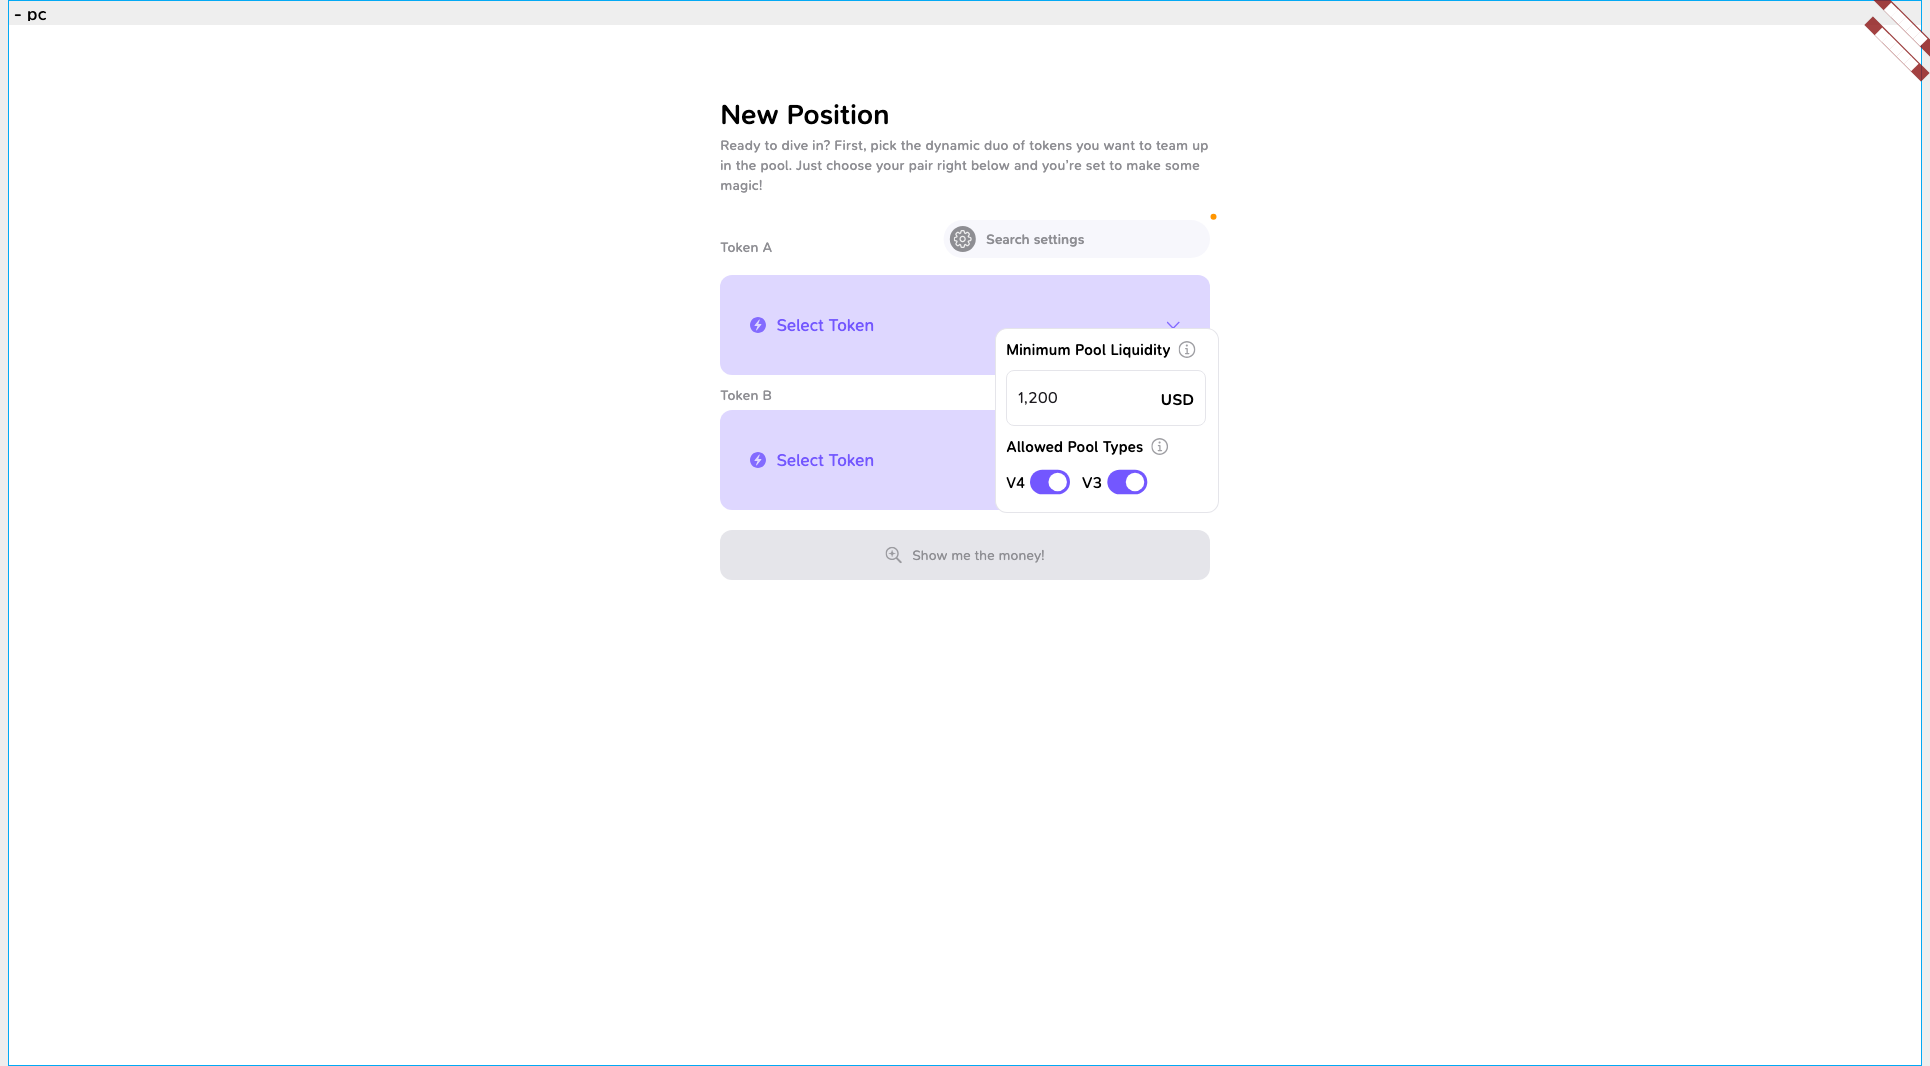 - pc
New Position
Ready to dive in? First, pick the dynamic duo of tokens you want to team up
in the pool. Just choose your pair right below and you're set to make some
magic!
Token A
Search settings
Select Token
Minimum Pool Liquidity
1,200 USD
Token B
Select Token
Allowed Pool Types
V4 V3
Show me the money!